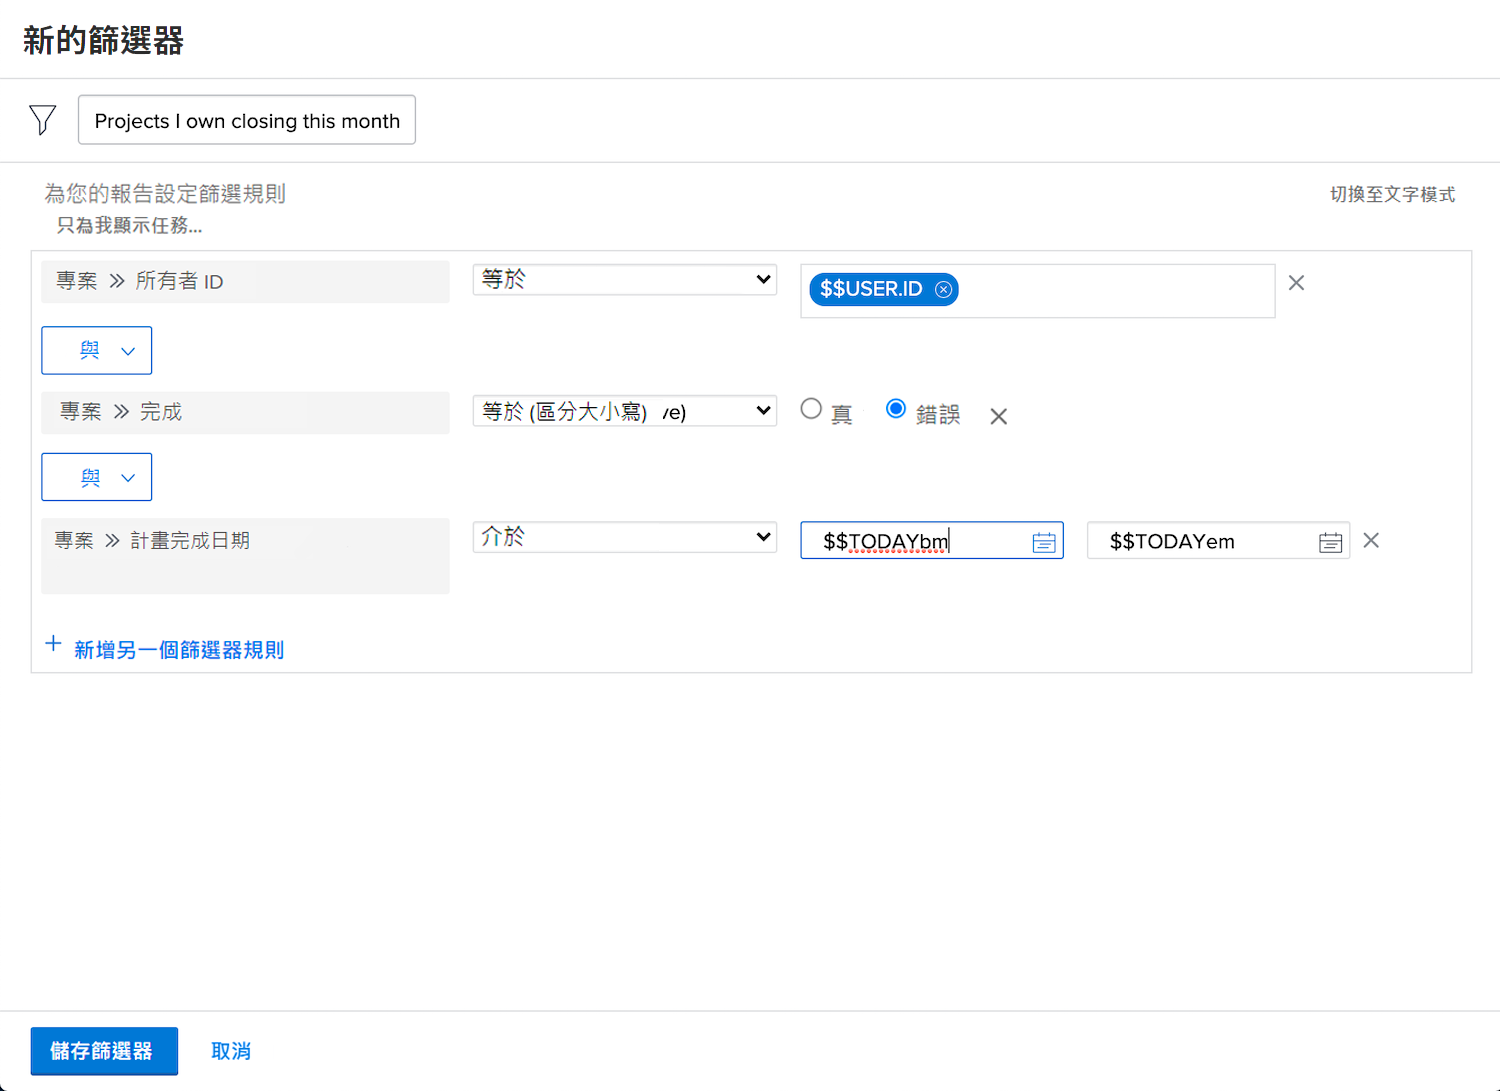 新的篩選器
Projects I own closing this month
為您的報告設定篩選規則
切換至文字模式
只為我顯示任務...
專案 >> 所有者 ID
等於
$$USER.ID
與
專案 >> 完成
等於 (區分大小寫) ve)
真
錯誤
與
專案 >> 計畫完成日期
介於
$$TODAYbm
$$TODAYem
+ 新增另一個篩選器規則
儲存篩選器
取消